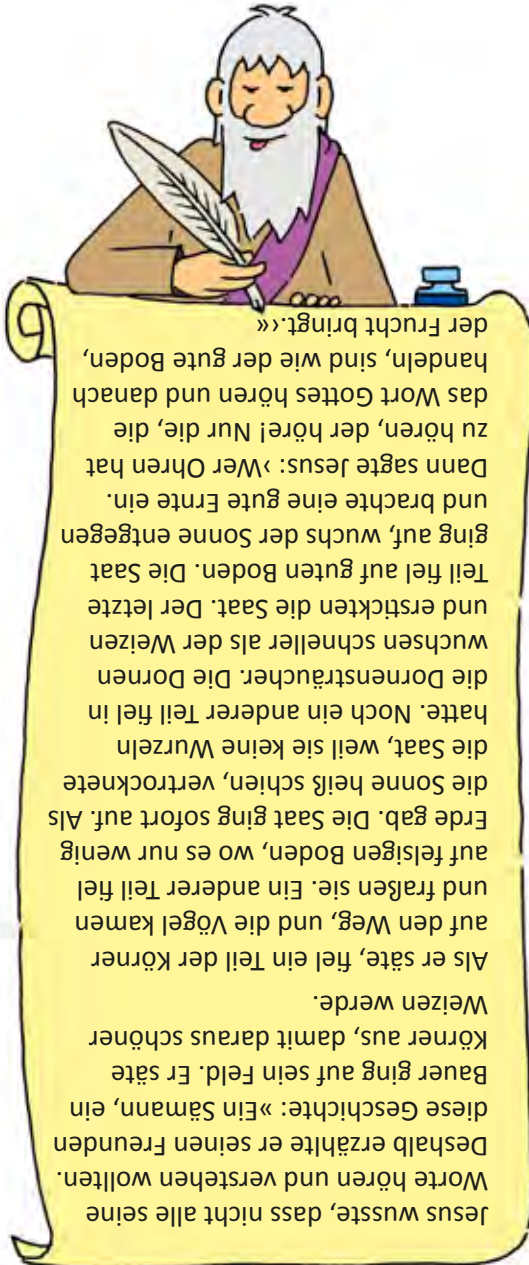 Jesus wusste, dass nicht alle seine
Worte hören und verstehen wollten.
Deshalb erzählte er seinen Freunden
diese Geschichte: »Ein Sämann, ein
Bauer ging auf sein Feld. Er säte
Körner aus, damit daraus schöner
Weizen werde.
Als er säte, fiel ein Teil der Körner
auf den Weg, und die Vögel kamen
und fraßen sie. Ein anderer Teil fiel
auf felsigen Boden, wo es nur wenig
Erde gab. Die Saat ging sofort auf. Als
die Sonne heiß schien, vertrocknete
die Saat, weil sie keine Wurzeln
hatte. Noch ein anderer Teil fiel in
die Dornensträucher. Die Dornen
wuchsen schneller als der Weizen
und erstickten die Saat. Der letzte
Teil fiel auf guten Boden. Die Saat
ging auf, wuchs der Sonne entgegen
und brachte eine gute Ernte ein.
Dann sagte Jesus: ›Wer Ohren hat
zu hören, der höre! Nur die, die
das Wort Gottes hören und danach
handeln, sind wie der gute Boden,
der Frucht bringt.‹«